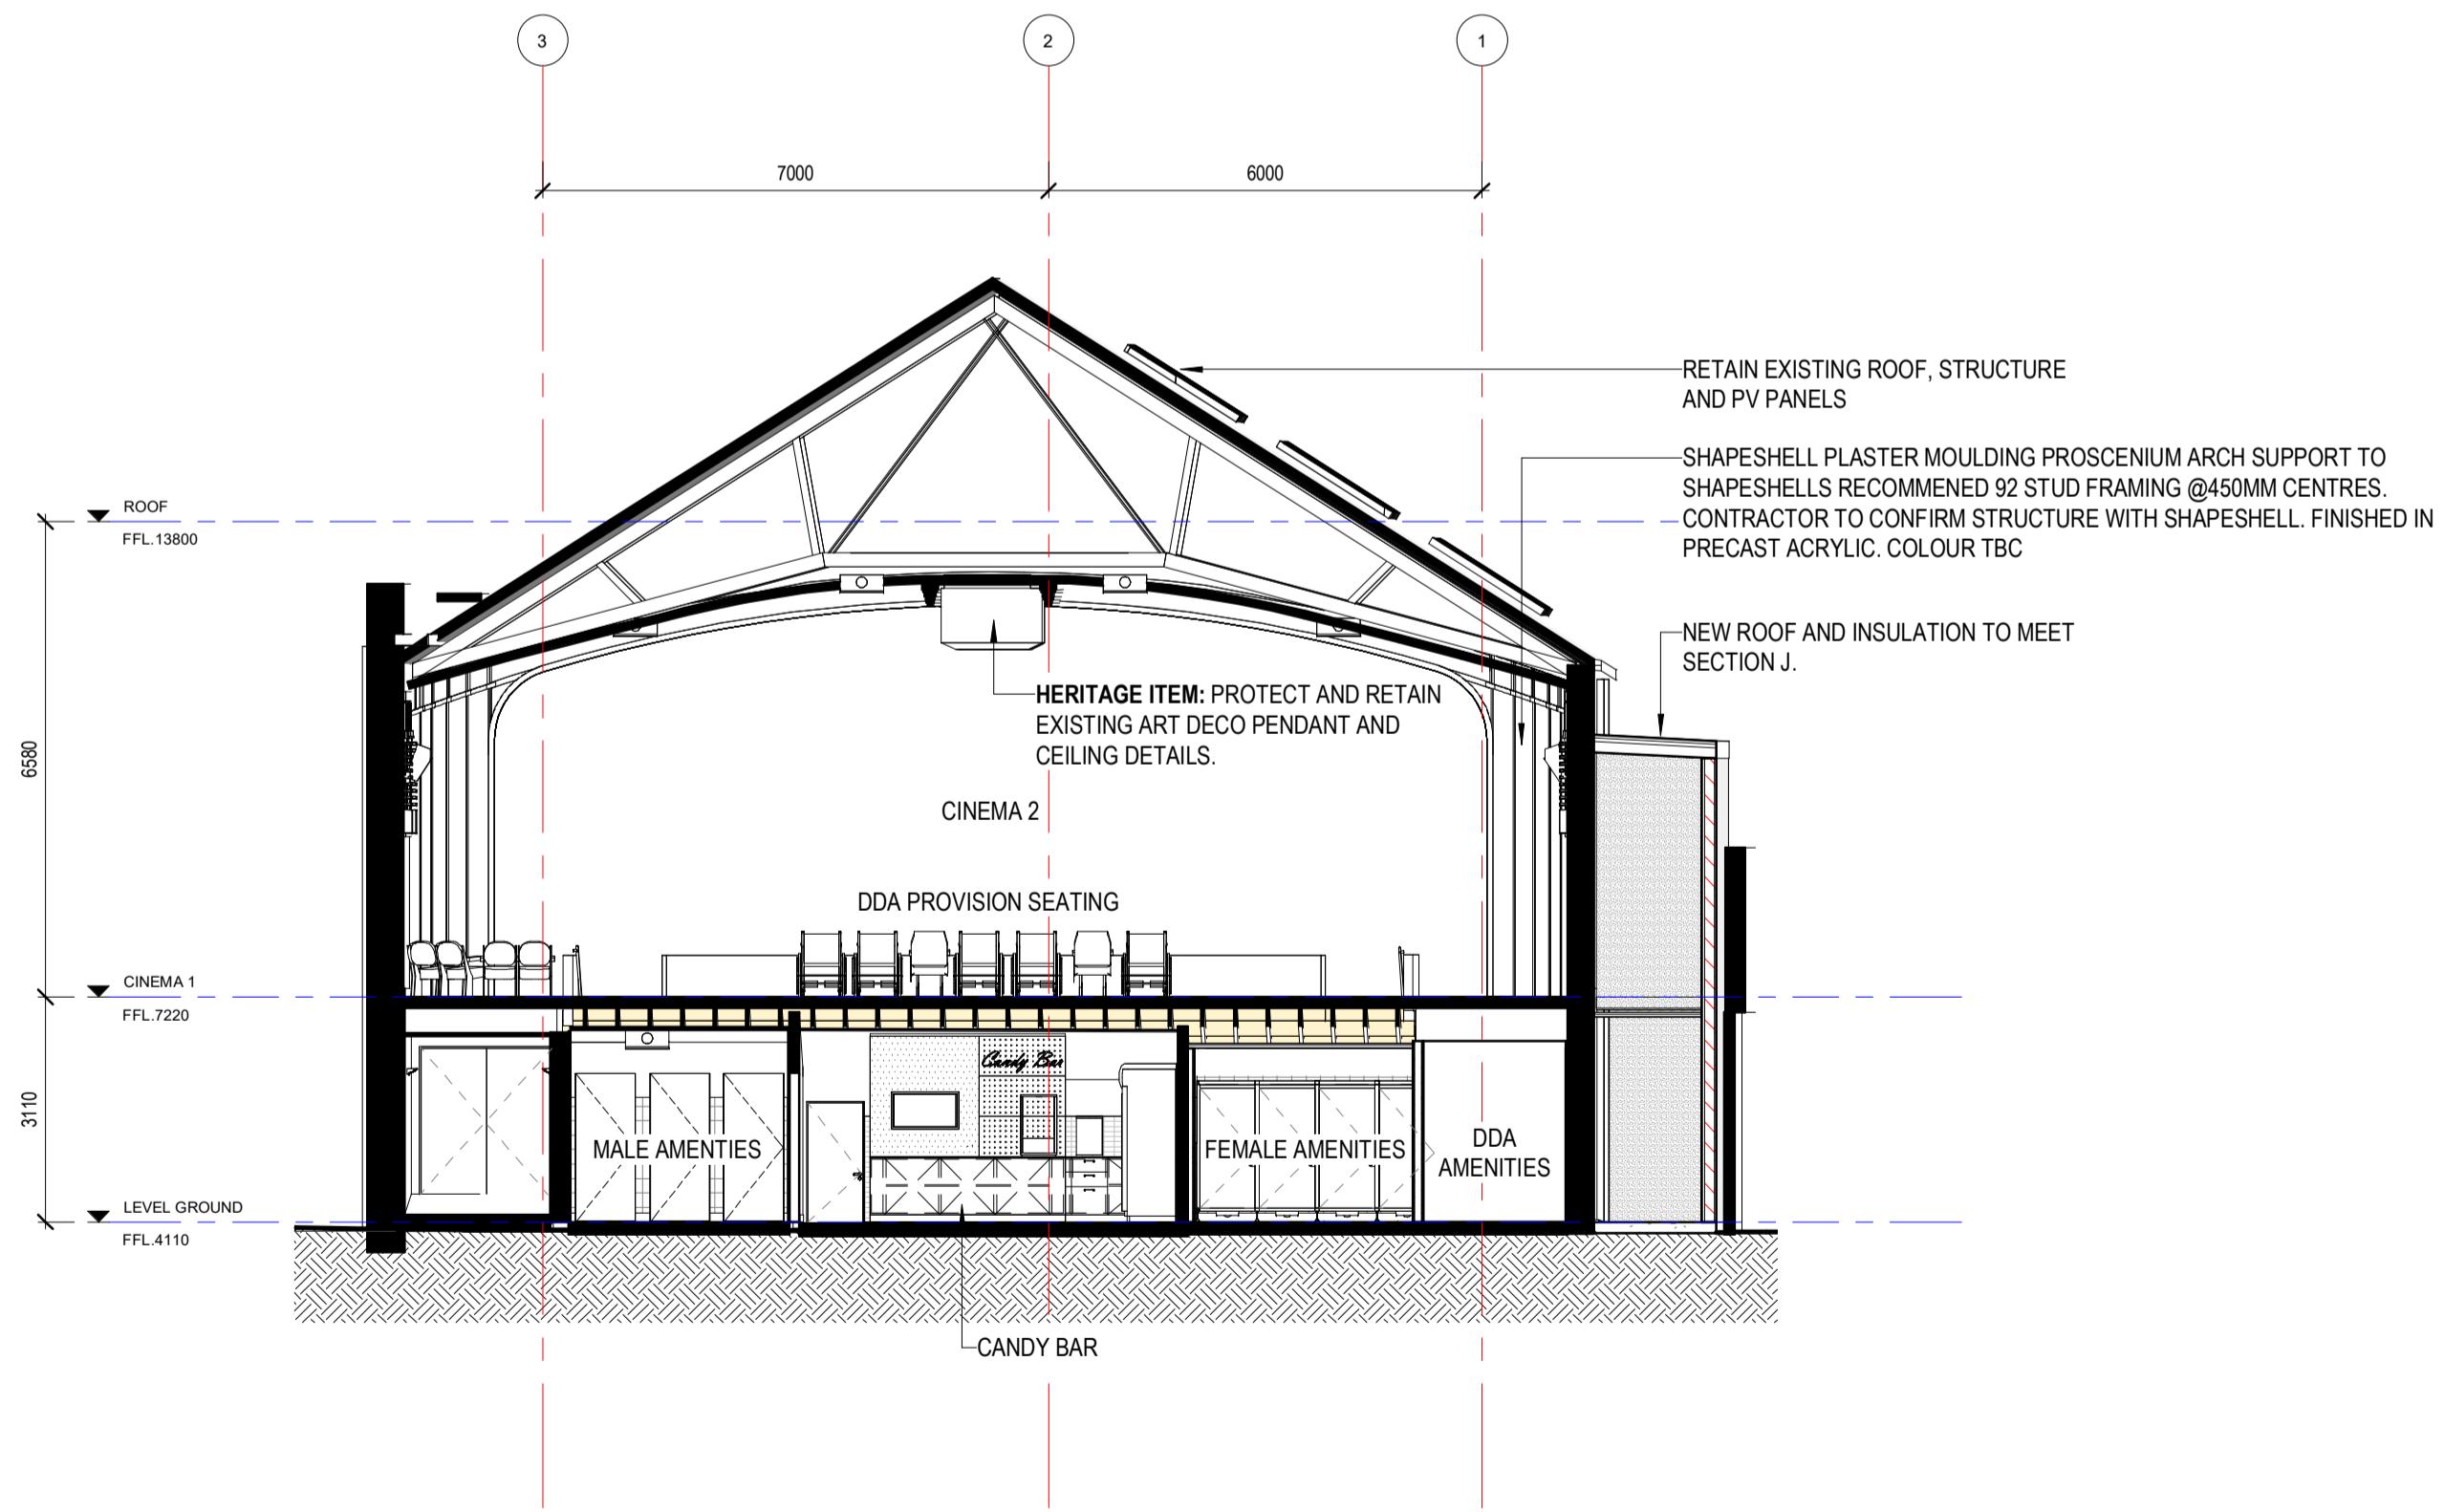 3
2
1
7000
6000
RETAIN EXISTING ROOF, STRUCTURE
AND PV PANELS
SHAPESHELL PLASTER MOULDING PROSCENIUM ARCH SUPPORT TO
SHAPESHELLS RECOMMENED 92 STUD FRAMING @450MM CENTRES.
CONTRACTOR TO CONFIRM STRUCTURE WITH SHAPESHELL. FINISHED IN
PRECAST ACRYLIC. COLOUR TBC
ROOF
FFL.13800
NEW ROOF AND INSULATION TO MEET
SECTION J.
HERITAGE ITEM: PROTECT AND RETAIN
EXISTING ART DECO PENDANT AND
CEILING DETAILS.
6580
CINEMA 2
DDA PROVISION SEATING
CINEMA 1
FFL.7220
Candy Bar
3110
MALE AMENTIES
FEMALE AMENITIES
DDA
AMENITIES
LEVEL GROUND
FFL.4110
CANDY BAR